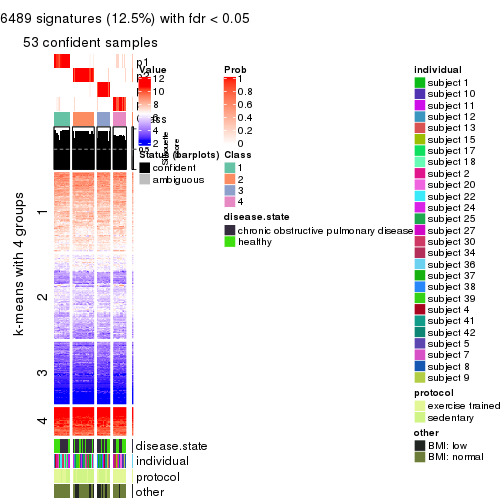 6489 signatures (12.5%) with fdr < 0.05
53 confident samples
p1
p2
p3
p4
Value
12
10
8
6
4
2
Prob
1
0.8
0.6
0.4
0.2
0
Status (barplots)
confident
ambiguous
Class
1
2
3
4
disease.state
chronic obstructive pulmonary disease
healthy
individual
subject 1
subject 10
subject 11
subject 12
subject 13
subject 15
subject 17
subject 18
subject 2
subject 20
subject 22
subject 24
subject 25
subject 27
subject 30
subject 34
subject 36
subject 37
subject 38
subject 39
subject 4
subject 41
subject 42
subject 5
subject 7
subject 8
subject 9
protocol
exercise trained
sedentary
other
BMI: low
BMI: normal
k-means with 4 groups
1
2
3
4
disease.state
individual
protocol
other